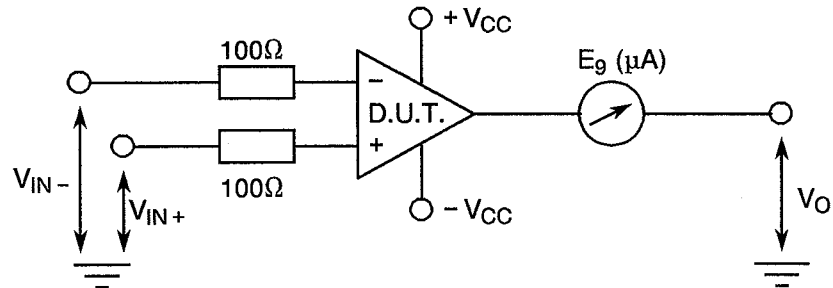 + VCC
100Ω
E9 (μA)
−
D.U.T.
+
100Ω
VIN −
VIN +
− VCC
VO